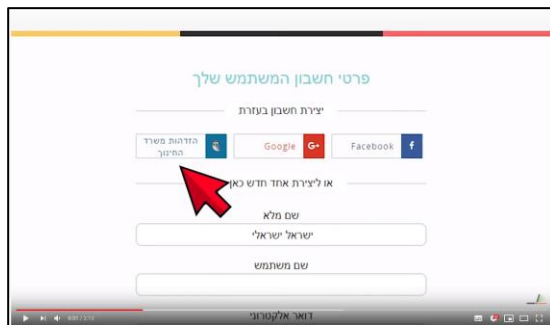 פרטי חשבון המשתמש שלך
יצירת חשבון בעזרת
Facebook
Google G+
הזדהות משרד
החינוך
או ליצירת אחד חדש כאן
שם מלא
ישראל ישראלי
שם משתמש
דואר אלקטרוני